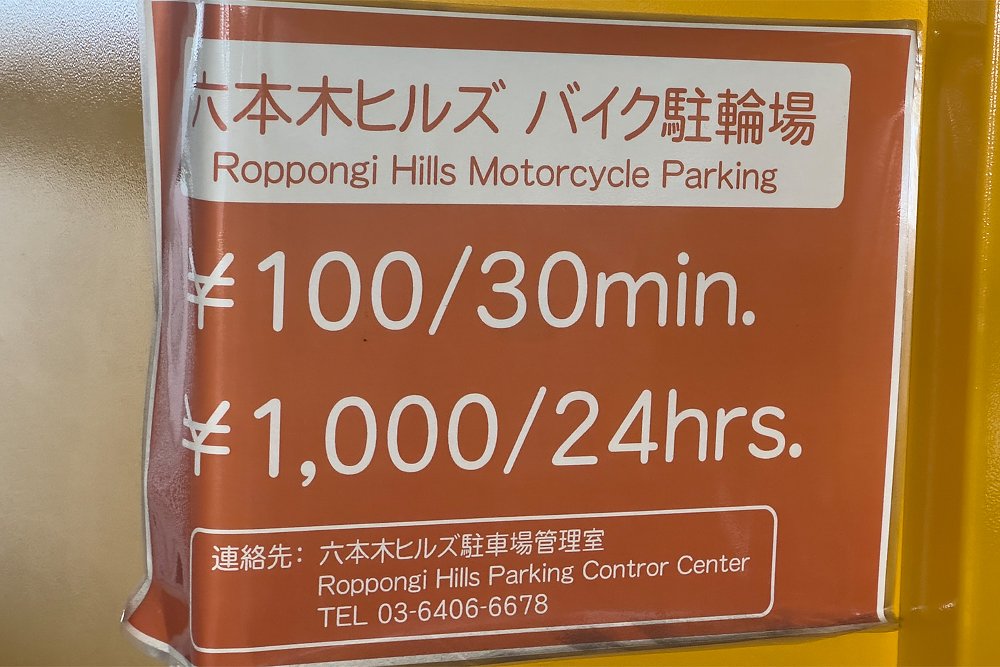 六本木ヒルズ バイク駐輪場
Roppongi Hills Motorcycle Parking
¥100/30min.
¥1,000/24hrs.
連絡先: 六本木ヒルズ駐車場管理室
Roppongi Hills Parking Contror Center
TEL 03-6406-6678